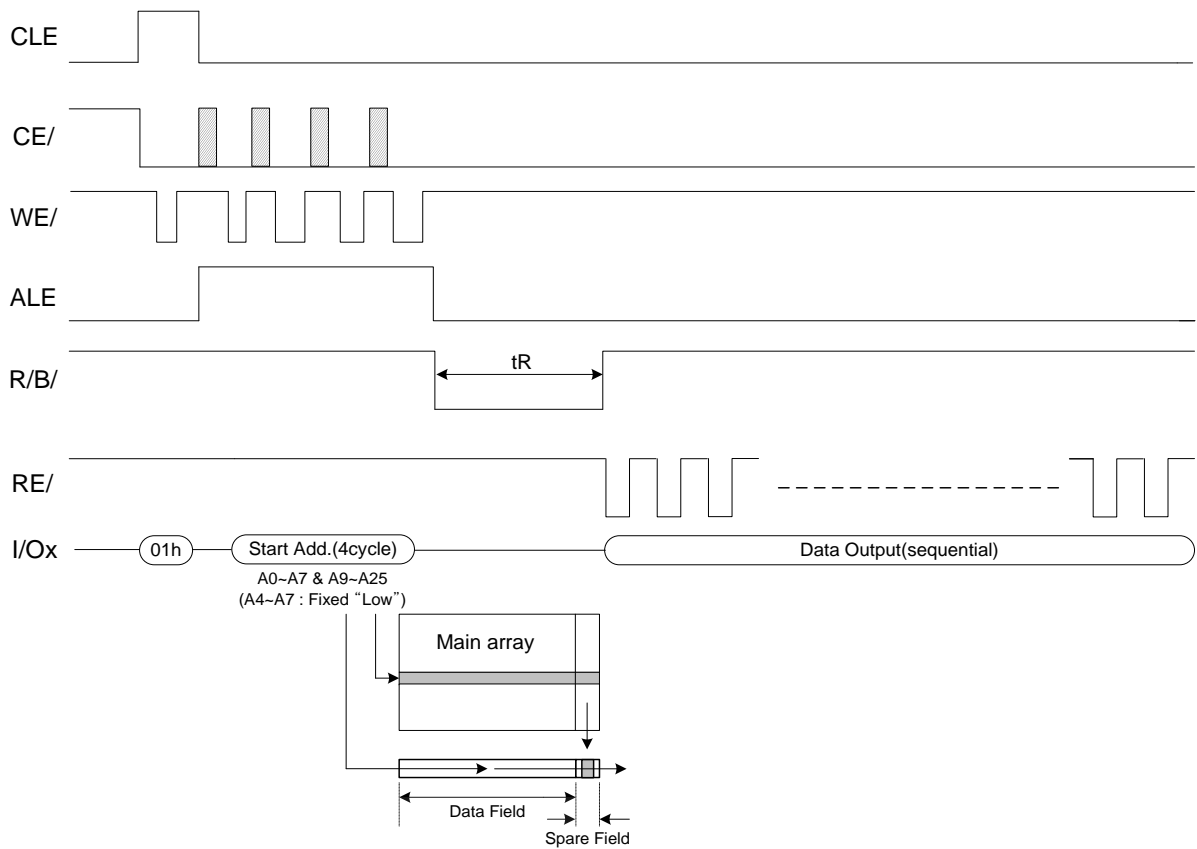 CLE
CE/
WE/
ALE
R/B/
tR
RE/
I/Ox
01h
Start Add.(4cycle)
Data Output(sequential)
A0~A7 & A9~A25
(A4~A7 : Fixed “Low”)
Main array
Data Field
Spare Field